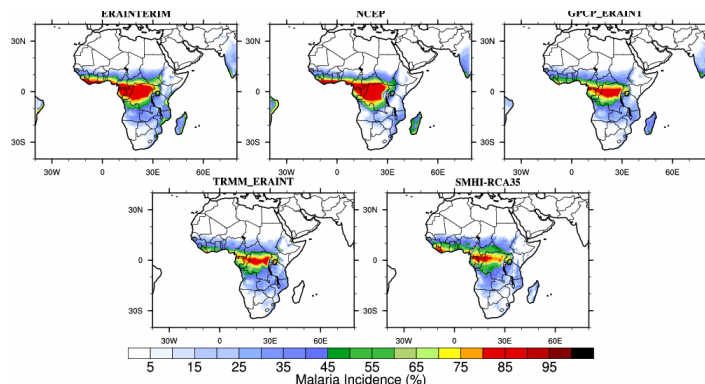 ERAINTERIM NCEP GPCP_ERAINT
30N 30N 30N
0 0 0
30S 30S 30S
30W 0 30E 60E 30W 0 30E 60E 30W 0 30E 60E
TRMM_ERAINT SMHI-RCA35
30N 30N
0 0
30S 30S
30W 0 30E 60E 30W 0 30E 60E
5 15 25 35 45 55 65 75 85 95
Malaria Incidence (%)